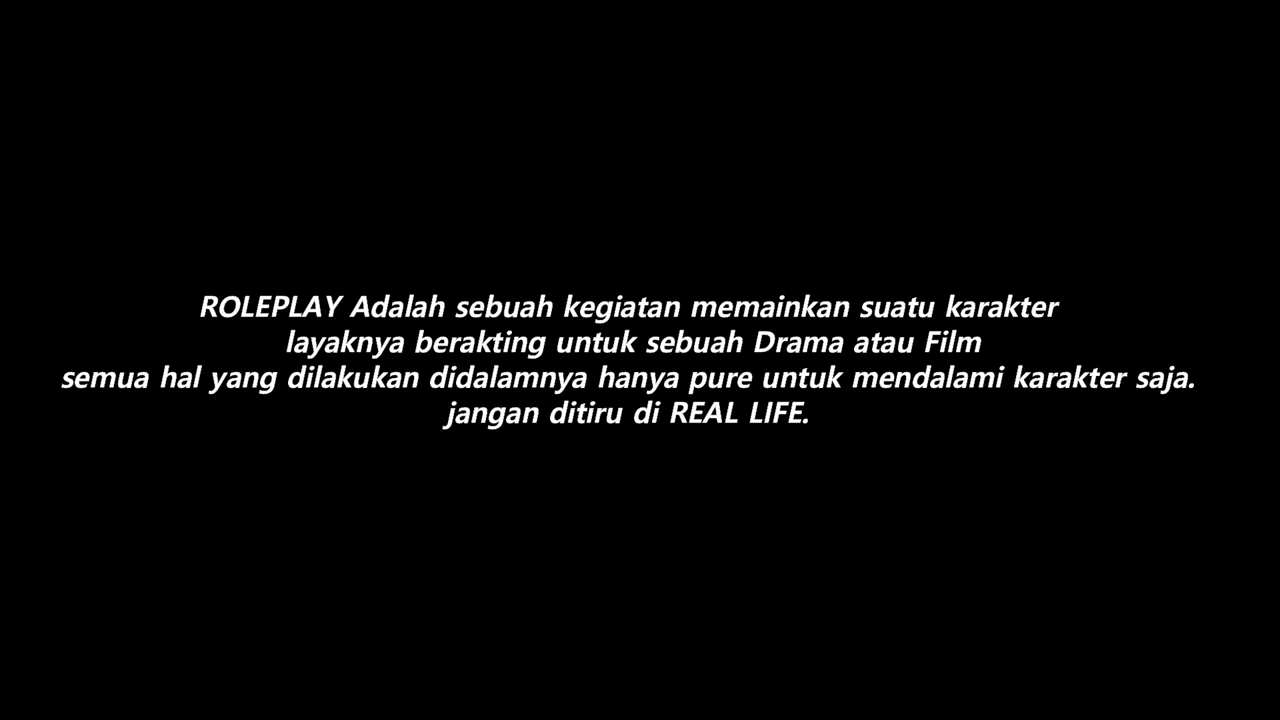 ROLEPLAY Adalah sebuah kegiatan memainkan suatu karakter
layaknya berakting untuk sebuah Drama atau Film
semua hal yang dilakukan didalamnya hanya pure untuk mendalami karakter saja.
jangan ditiru di REAL LIFE.